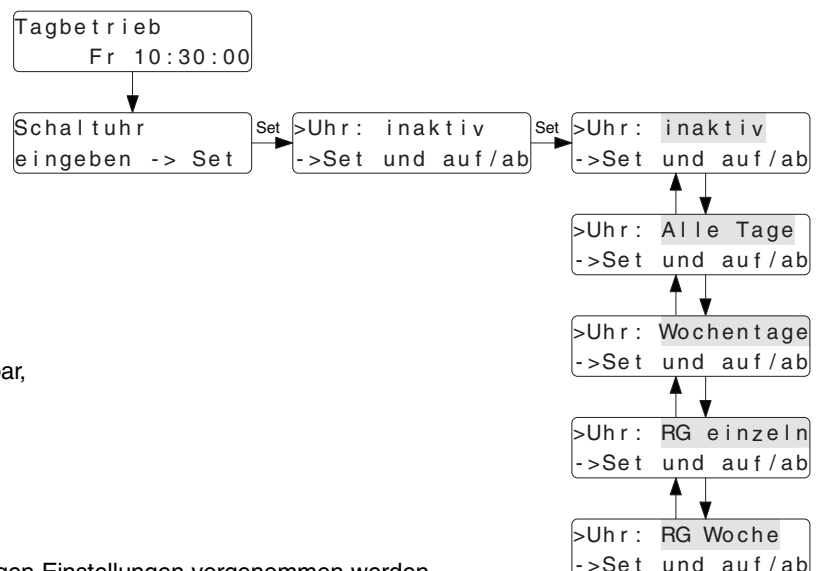 Tagbetrieb
Fr 10:30:00
Schaltuhr
eingeben -> Set
Set
>Uhr: inaktiv
->Set und auf/ab
Set
>Uhr: inaktiv
->Set und auf/ab
>Uhr: Alle Tage
->Set und auf/ab
>Uhr: Wochentage
->Set und auf/ab
>Uhr: RG einzeln
->Set und auf/ab
>Uhr: RG Woche
->Set und auf/ab
Einstellungen vorgenommen werden